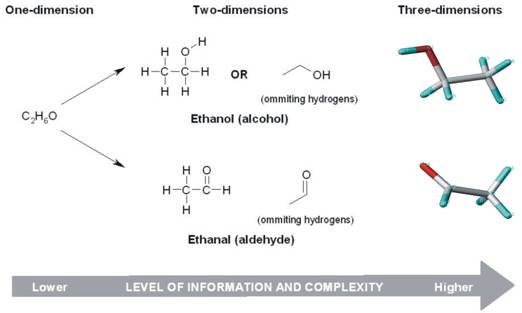 One-dimension
Two-dimensions
Three-dimensions
H
H O
H-C-C-H
H H
OR
OH
(ommiting hydrogens)
Ethanol (alcohol)
C2H6O
H O
H-C-C-H
H
O
(ommiting hydrogens)
Ethanal (aldehyde)
Lower LEVEL OF INFORMATION AND COMPLEXITY Higher